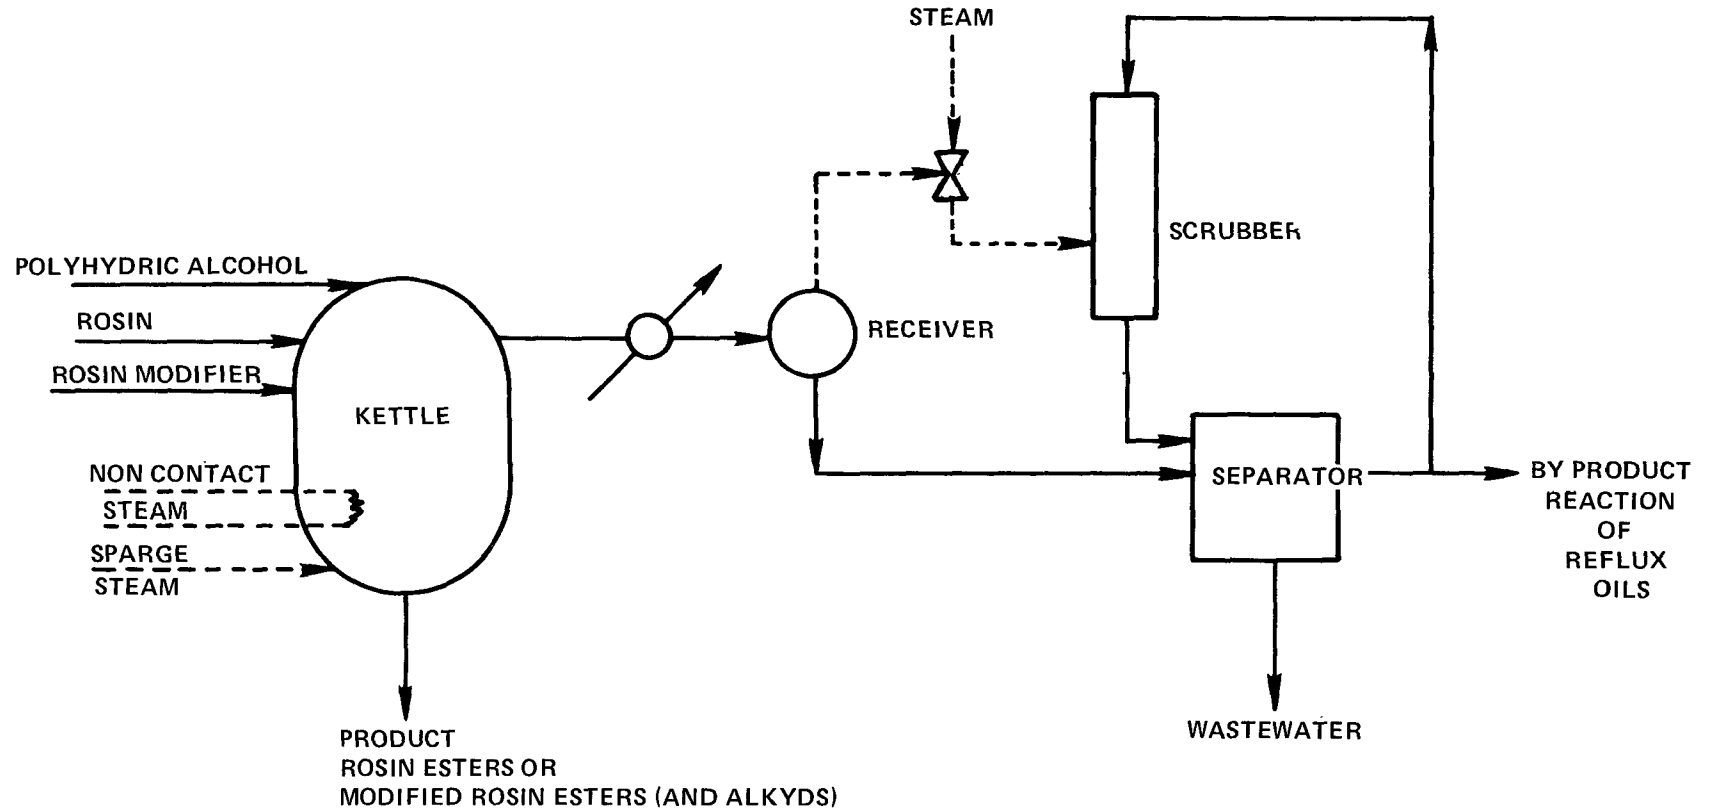 STEAM
SCRUBBER
POLYHYDRIC ALCOHOL
ROSIN
RECEIVER
ROSIN MODIFIER
KETTLE
NON CONTACT
STEAM
SPARGE
STEAM
SEPARATOR
BY PRODUCT
REACTION
OF
REFLUX
OILS
WASTEWATER
PRODUCT
ROSIN ESTERS OR
MODIFIED ROSIN ESTERS (AND ALKYDS)